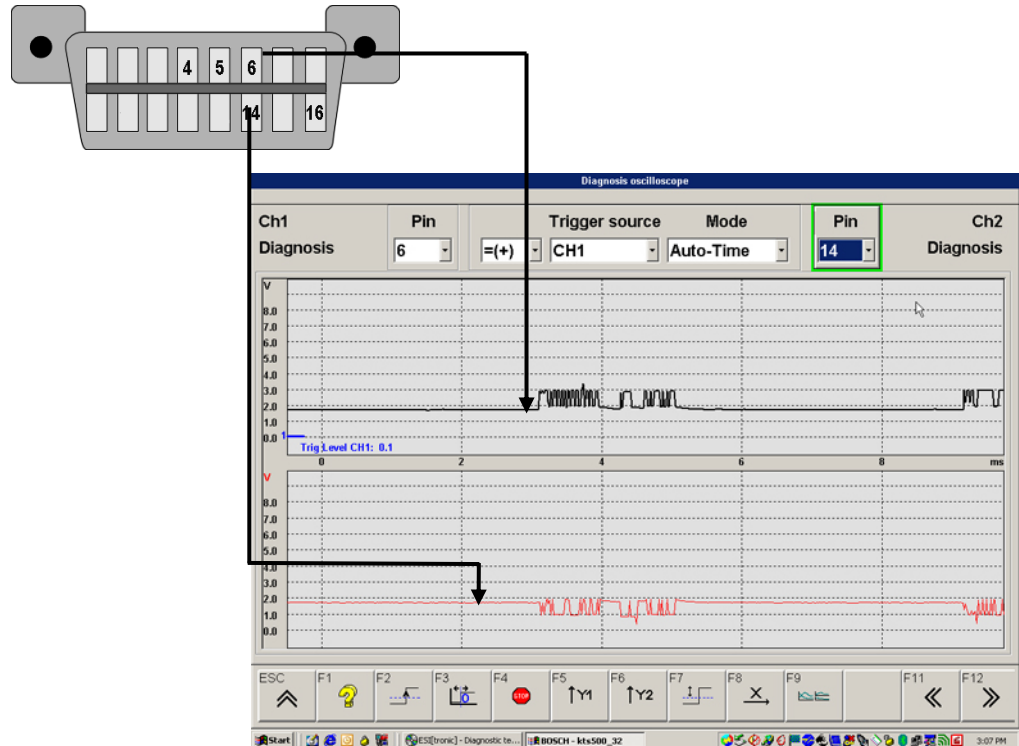 4 5 6
14 16
Diagnosis oscilloscope
Ch1 Pin Trigger source Mode Pin Ch2
Diagnosis 6 =(+) CH1 Auto-Time 14 Diagnosis
V
8.0
7.0
6.0
5.0
4.0
3.0
2.0
1.0
0.0 1
Trig.Level CH1: 0.1
0 2 4 6 8 ms
V
8.0
7.0
6.0
5.0
4.0
3.0
2.0
1.0
0.0
ESC F1 F2 F3 F4 F5 F6 F7 F8 F9 F11 F12
STOP Y1 Y2 X
Start ESI[tronic] - Diagnostic te... BOSCH - kts500_32 3:07 PM